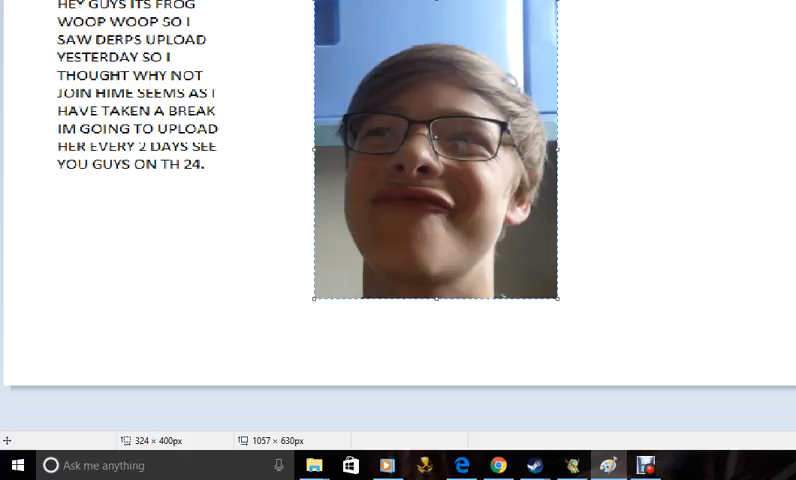 HEY GUYS ITS FROG
WOOP WOOP SO I
SAW DERPS UPLOAD
YESTERDAY SO I
THOUGHT WHY NOT
JOIN HIME SEEMS AS I
HAVE TAKEN A BREAK
IM GOING TO UPLOAD
HER EVERY 2 DAYS SEE
YOU GUYS ON TH 24.
324 × 400px
1057 × 630px
Ask me anything